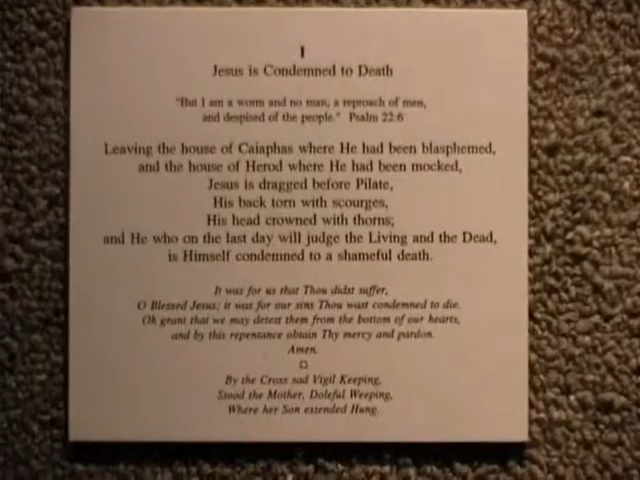 I
Jesus is Condemned to Death
"But I am a worm and no man; a reproach of men,
and despised of the people." Psalm 22:6
Leaving the house of Caiaphas where He had been blasphemed,
and the house of Herod where He had been mocked,
Jesus is dragged before Pilate,
His back torn with scourges,
His head crowned with thorns;
and He who on the last day will judge the Living and the Dead,
is Himself condemned to a shameful death.
It was for us that Thou didst suffer,
O Blessed Jesus; it was for our sins Thou wast condemned to die.
Oh grant that we may detest them from the bottom of our hearts,
and by this repentance obtain Thy mercy and pardon.
Amen.
By the Cross sad Vigil Keeping,
Stood the Mother, Doleful Weeping,
Where her Son extended Hung.